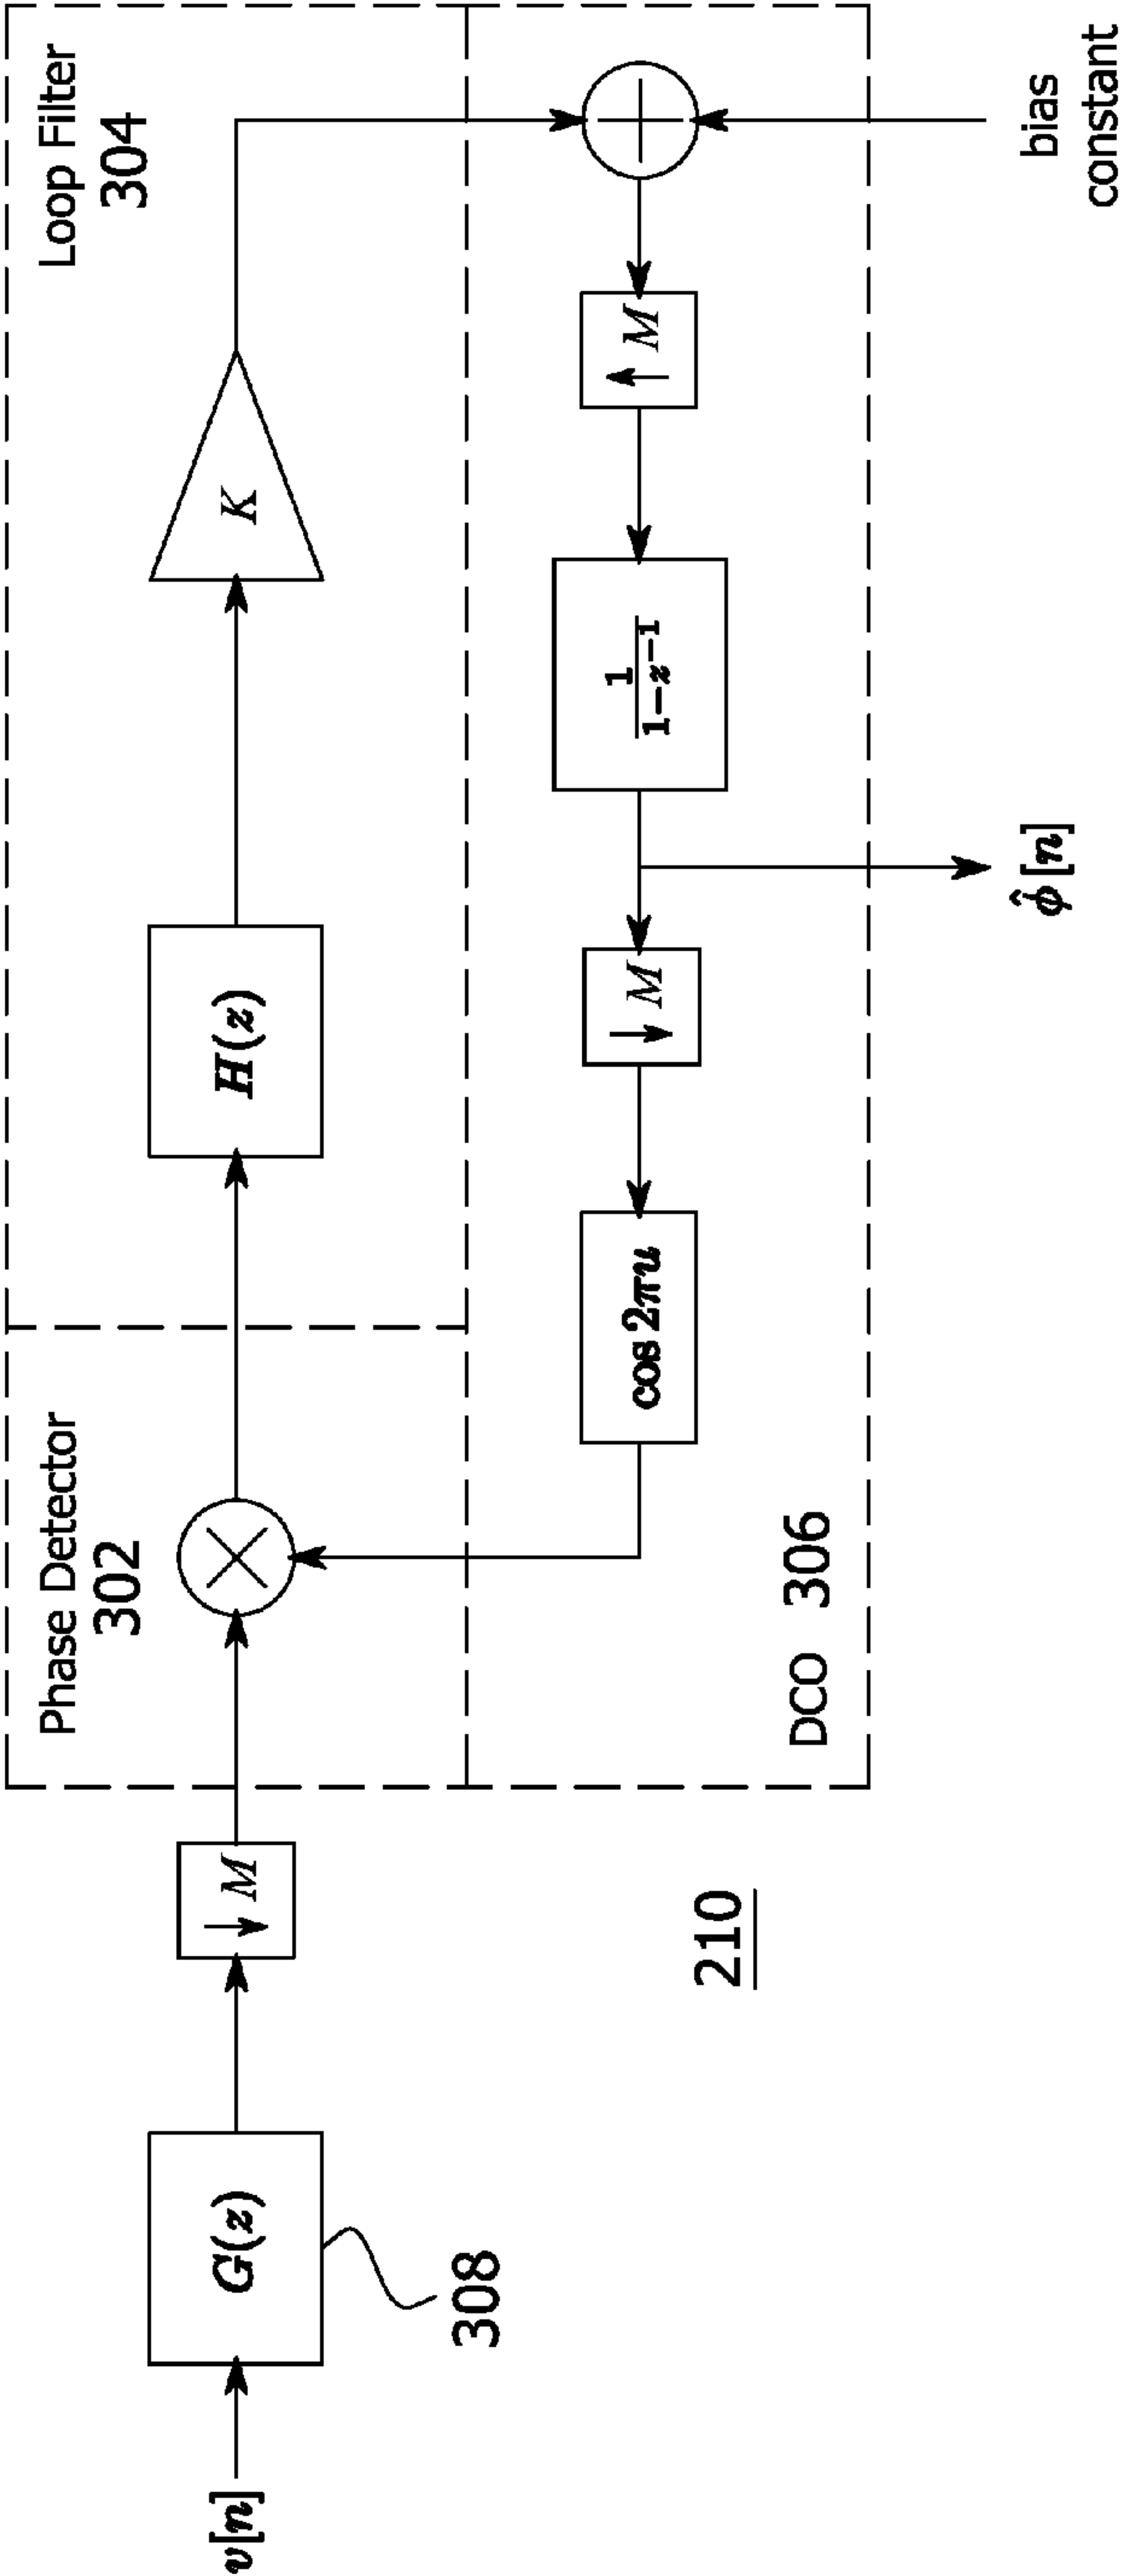 Phase Detector
302
Loop Filter
304
v[n]
G(z)
308
↓ M
H(z)
K
cos 2πu
↓ M
1
1−z⁻¹
↑ M
DCO 306
210
φ̂[n]
bias
constant